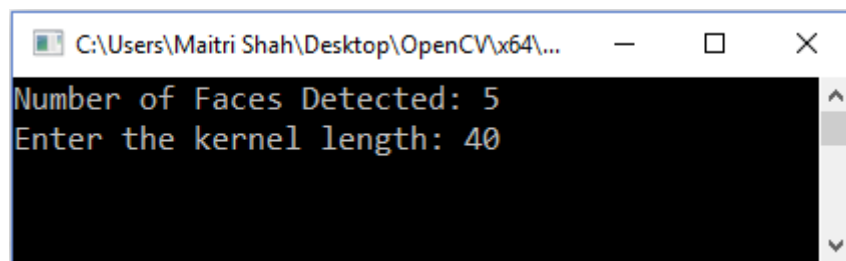 C:\Users\Maitri Shah\Desktop\OpenCV\x64\...
Number of Faces Detected: 5
Enter the kernel length: 40